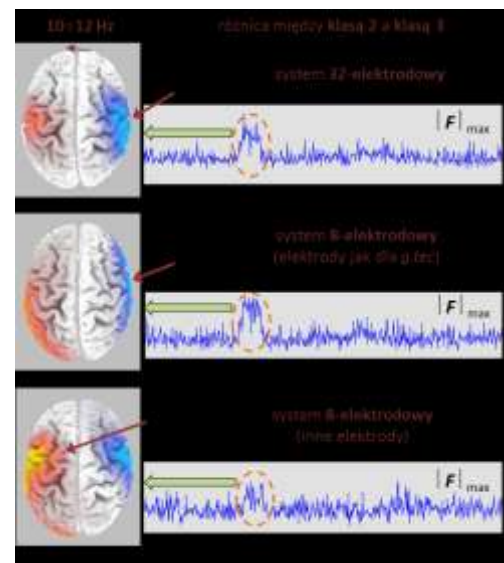 10 ÷ 12 Hz
różnica między klasą 2 a klasą 3
system 32-elektrodowy
|F| max
system 8-elektrodowy
(elektrody jak dla g.tec)
|F| max
system 8-elektrodowy
(inne elektrody)
|F| max